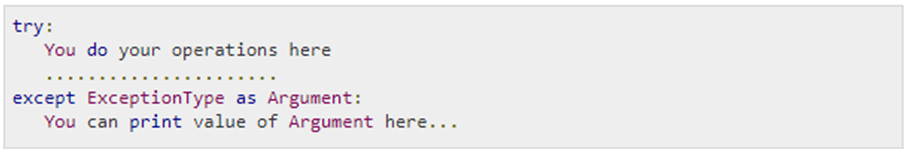 try:
   You do your operations here
   ......................
except ExceptionType as Argument:
   You can print value of Argument here...